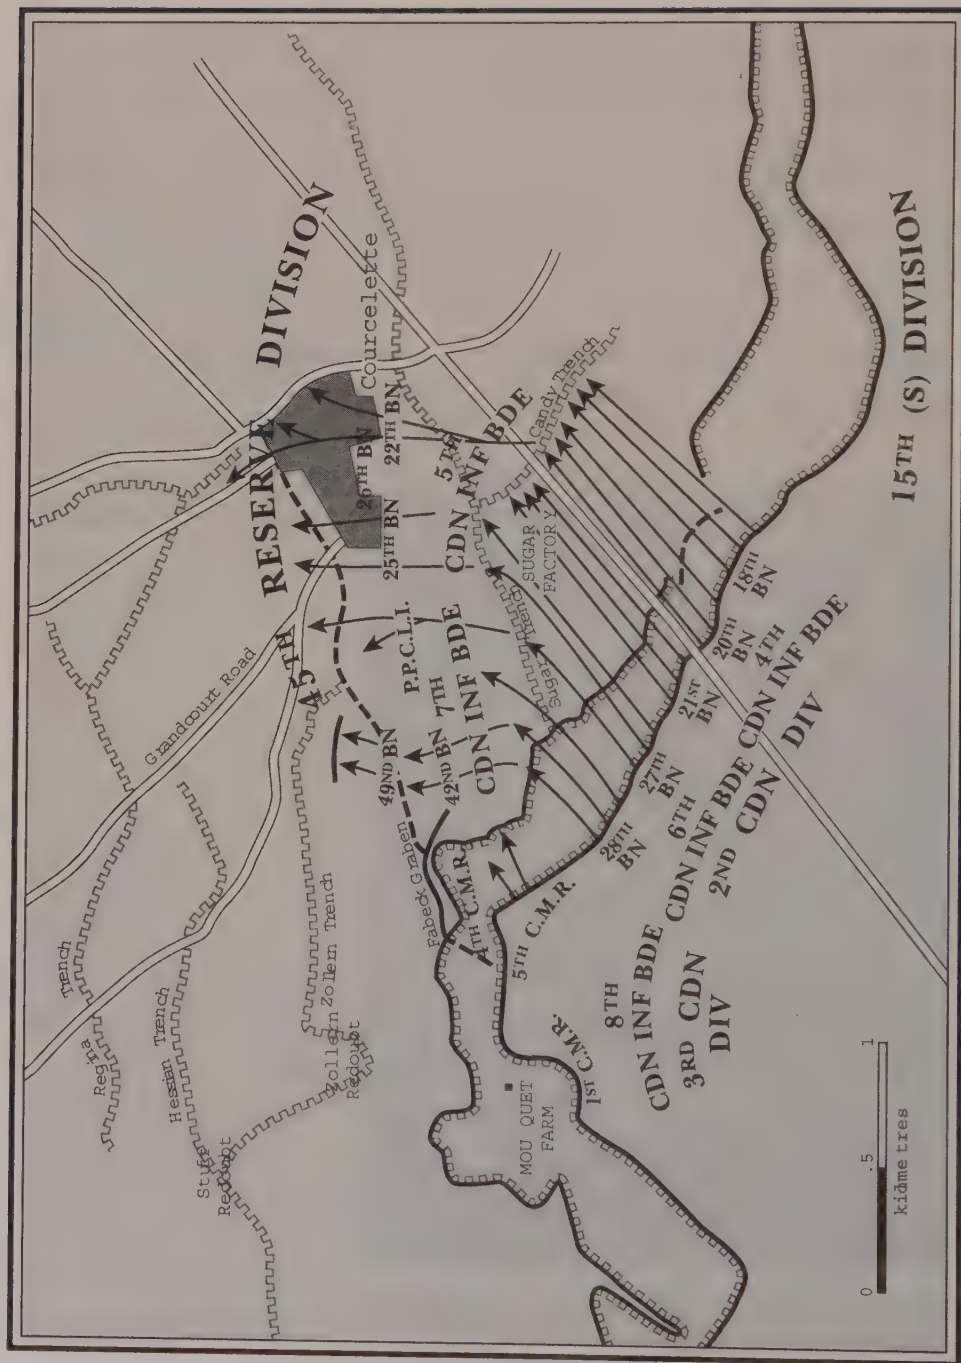 Regina
Trench
Hessian Trench
Stuff
Redoubt
Zollern
Redoubt
Zollem Trench
Grandcourt Road
45TH
RESERVE
DIVISION
Courcelette
Fabeck Graben
49ND BN
42ND BN
7TH
CDN INF BDE
P.P.C.L.I.
25TH BN
26TH BN
22TH BN
5TH
CDN INF BDE
Sugar Trench
SUGAR
FACTORY
Candy Trench
MOU QUET
FARM
1ST C.M.R.
4TH C.M.R.
5TH C.M.R.
28TH
BN
27TH
BN
21ST
BN
20TH
BN
18TH
BN
8TH
CDN INF BDE
6TH
CDN INF BDE
4TH
CDN INF BDE
3RD CDN
DIV
2ND CDN
DIV
15TH (S) DIVISION
0
.5
1
kidme tres